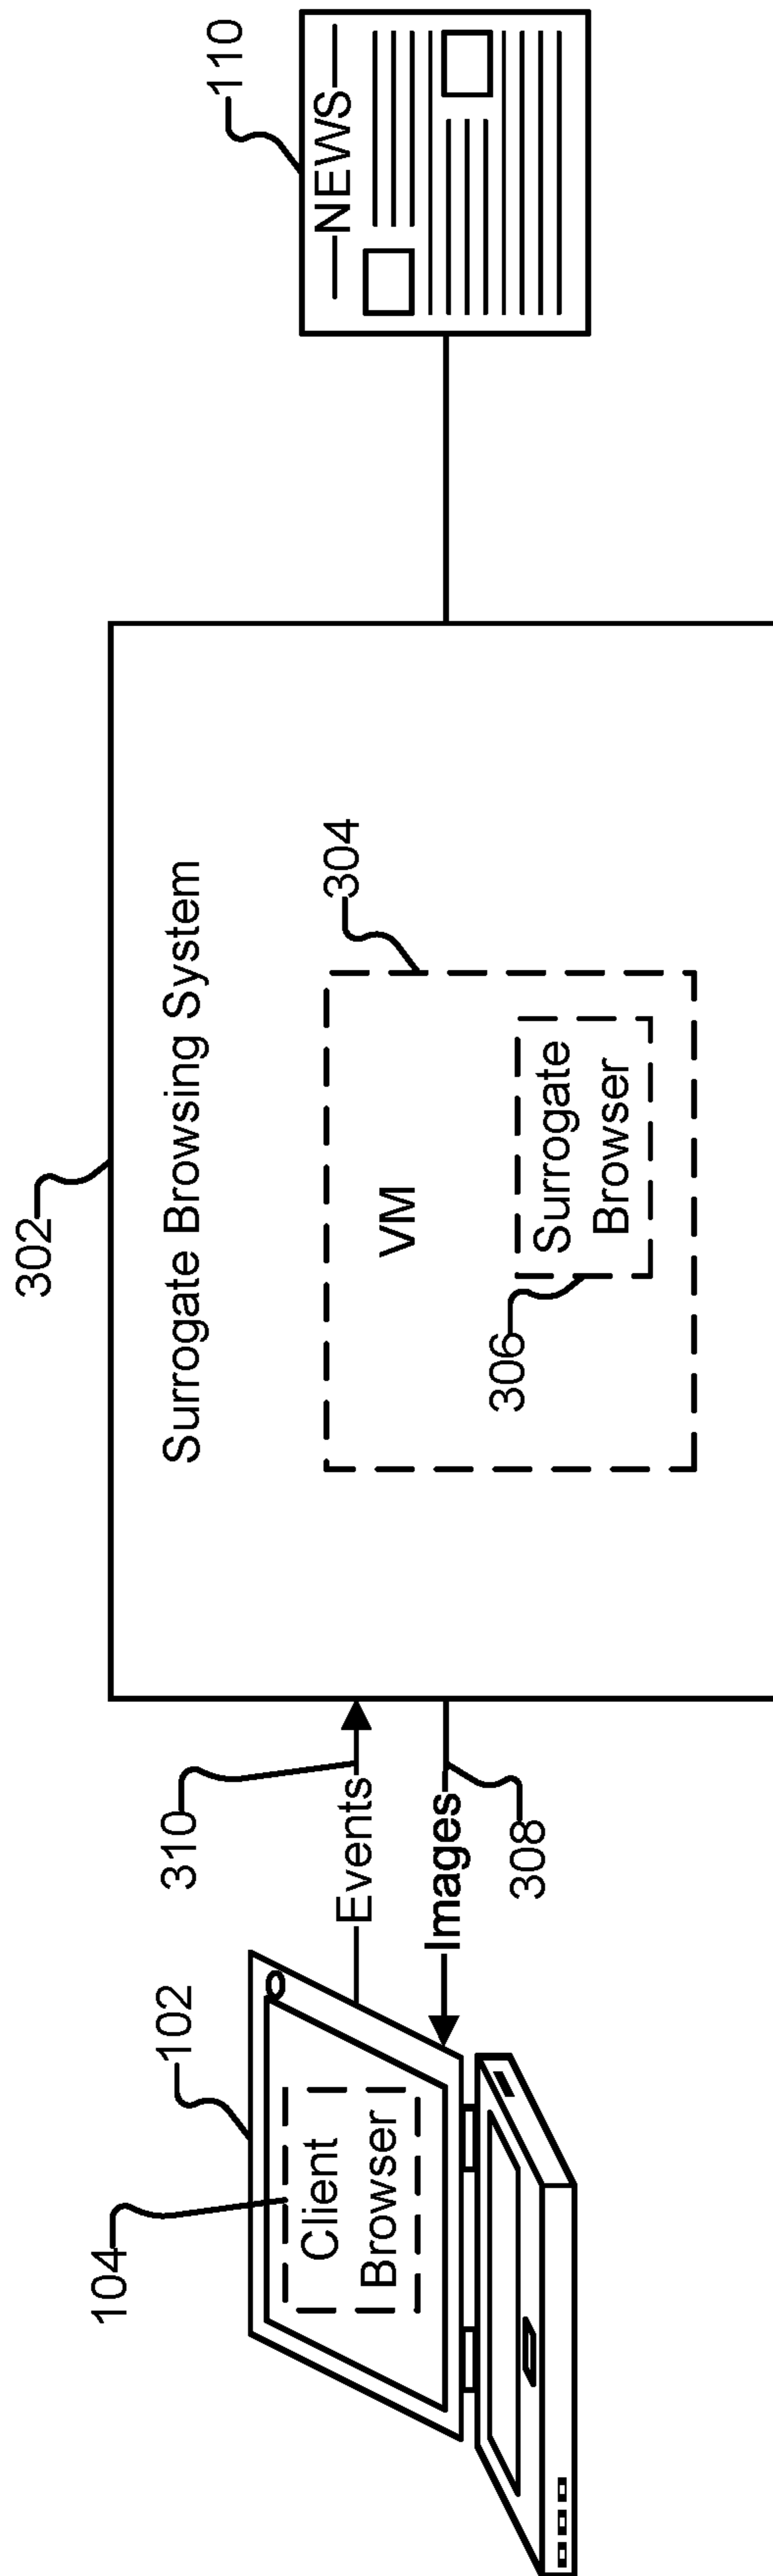 302
Surrogate Browsing System
110
—NEWS—
310
102
304
Events
104
Client
Browser
VM
Images
306
Surrogate
Browser
308